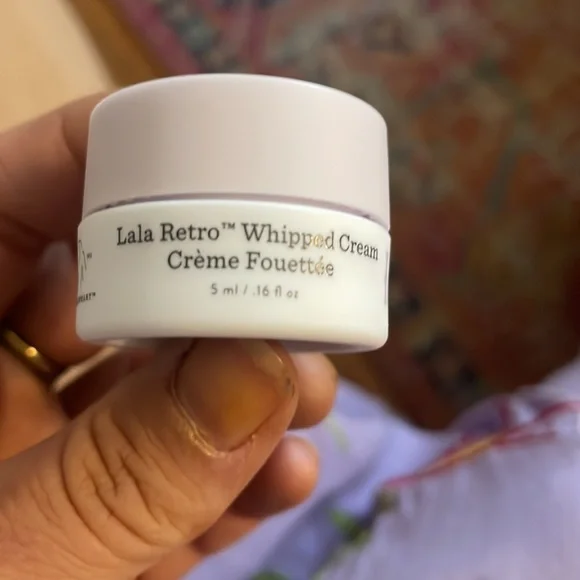 Lala Retro™ Whipped Cream
Crème Fouettée
5 ml / .16 fl oz